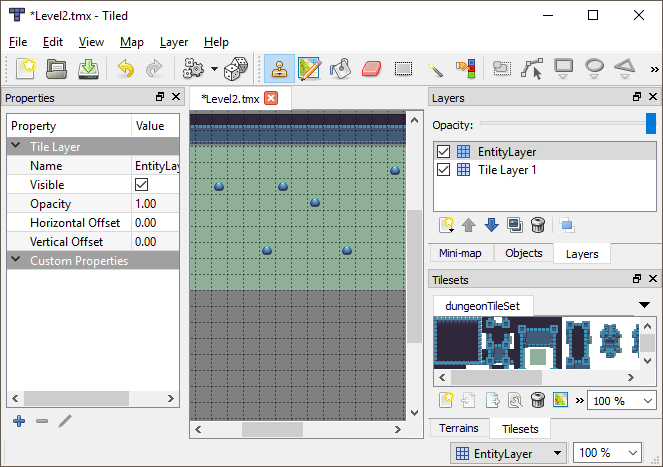 *Level2.tmx - Tiled
File Edit View Map Layer Help
Properties
Property Value
Tile Layer
Name EntityLay
Visible
Opacity 1.00
Horizontal Offset 0.00
Vertical Offset 0.00
Custom Properties
*Level2.tmx
Layers
Opacity:
EntityLayer
Tile Layer 1
Mini-map Objects Layers
Tilesets
dungeonTileSet
100 %
Terrains Tilesets
EntityLayer 100 %